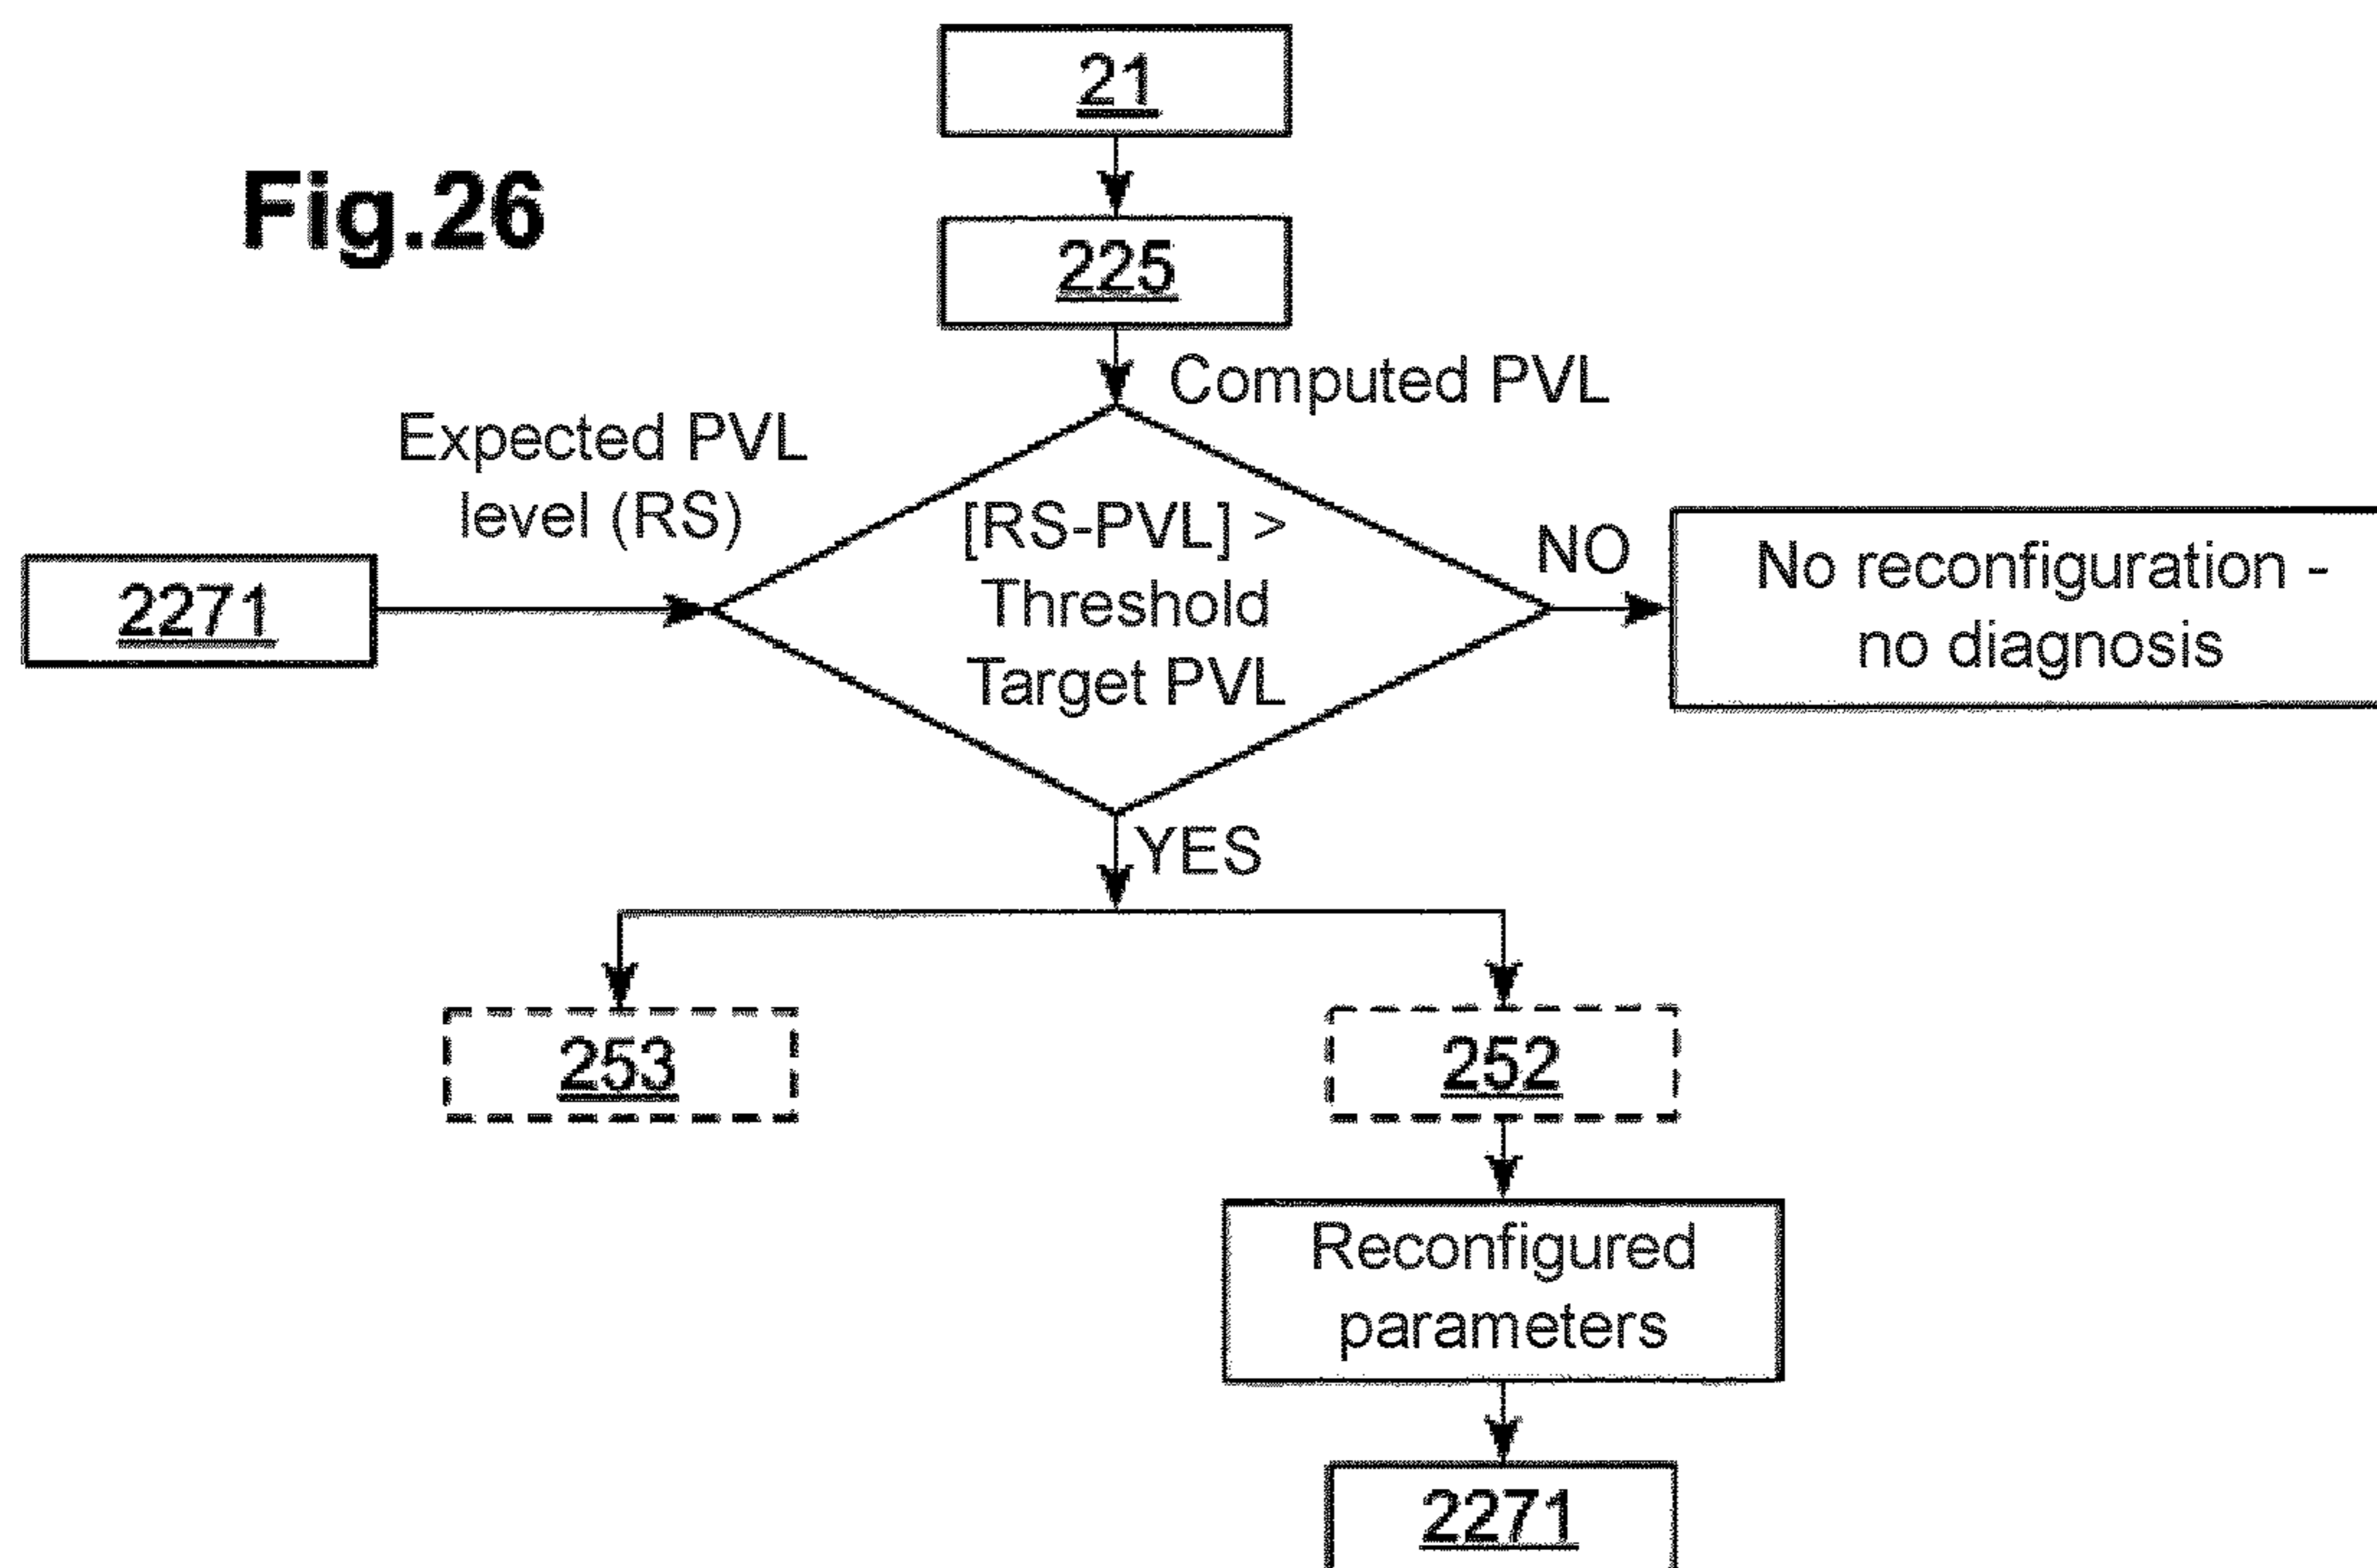 21
Fig.26
225
Computed PVL
Expected PVL
level (RS)
[RS-PVL] >
Threshold
Target PVL
2271
NO
No reconfiguration -
no diagnosis
YES
253
252
Reconfigured
parameters
2271